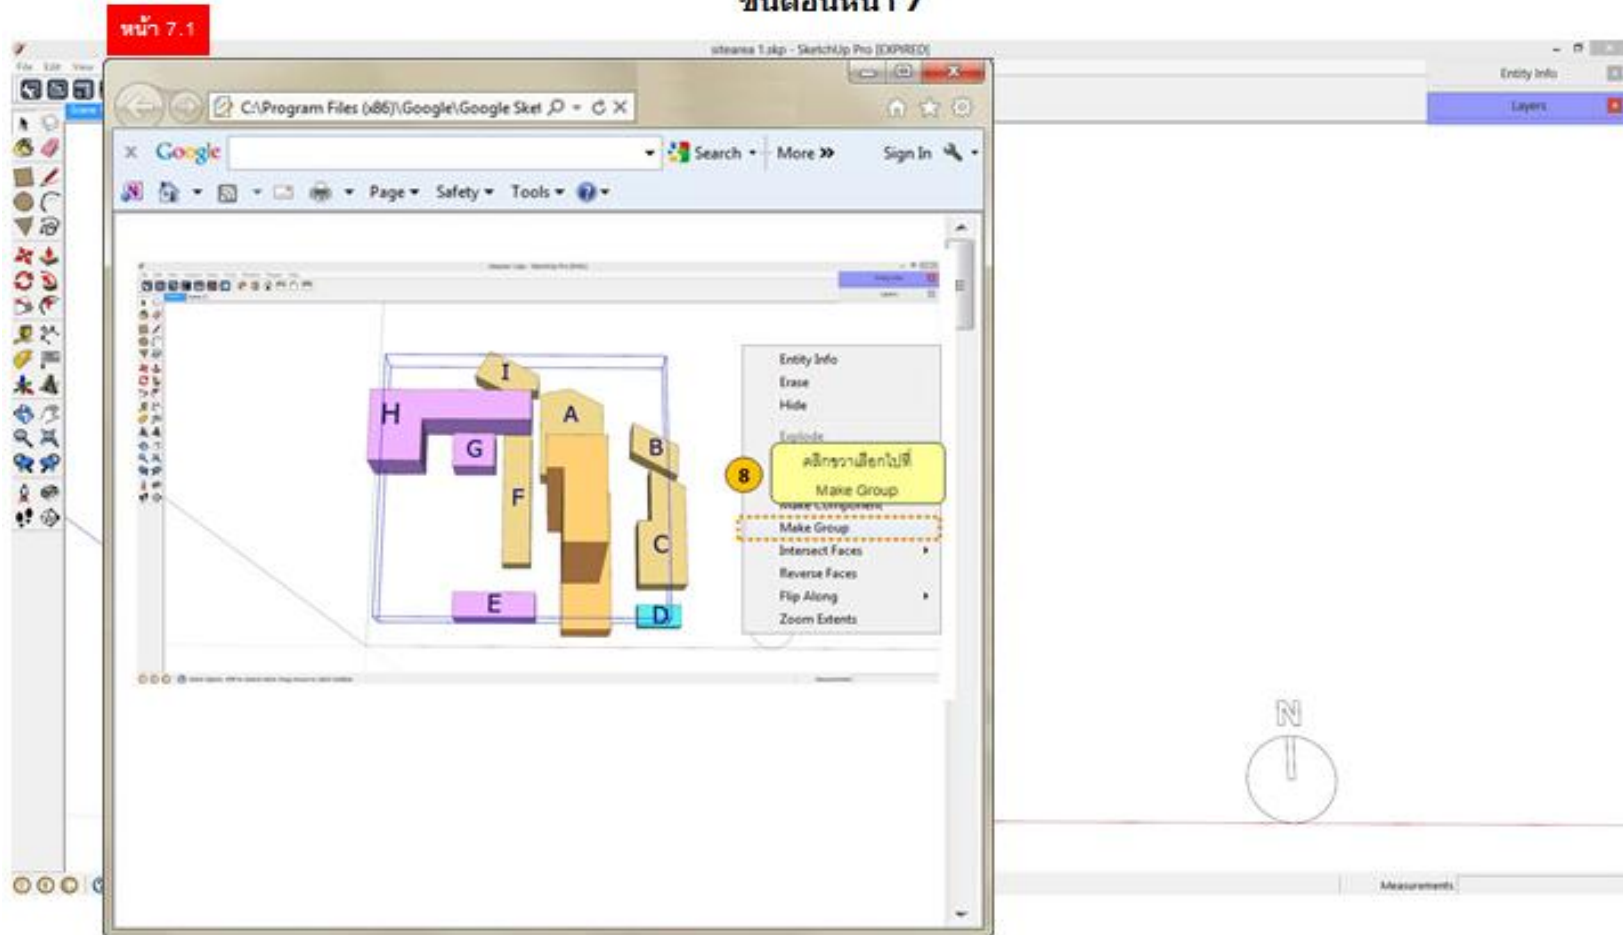 ขั้นตอนหน้า 7
หน้า 7.1
sitearea 1.skp - SketchUp Pro [EXPIRED]
File Edit View
Entity Info
Layers
C:\Program Files (x86)\Google\Google Sket
x Google
Search
More »
Sign In
Page
Safety
Tools
I
H
A
G
B
F
C
E
D
Entity Info
Erase
Hide
Explode
8
คลิกขวาเลือกไปที่
Make Group
Make Component
Make Group
Intersect Faces
Reverse Faces
Flip Along
Zoom Extents
N
Measurements